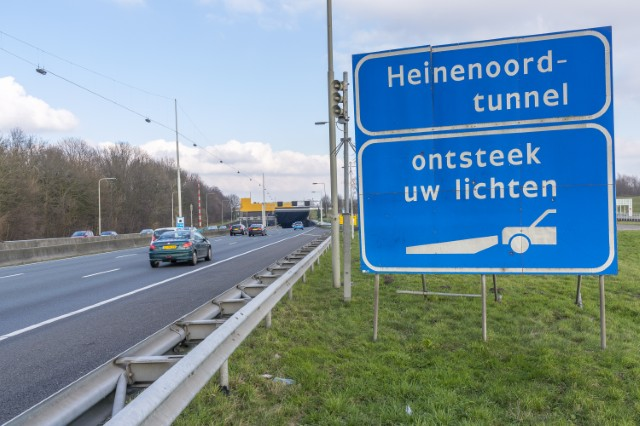 Heinenoord-
tunnel
ontsteek
uw lichten